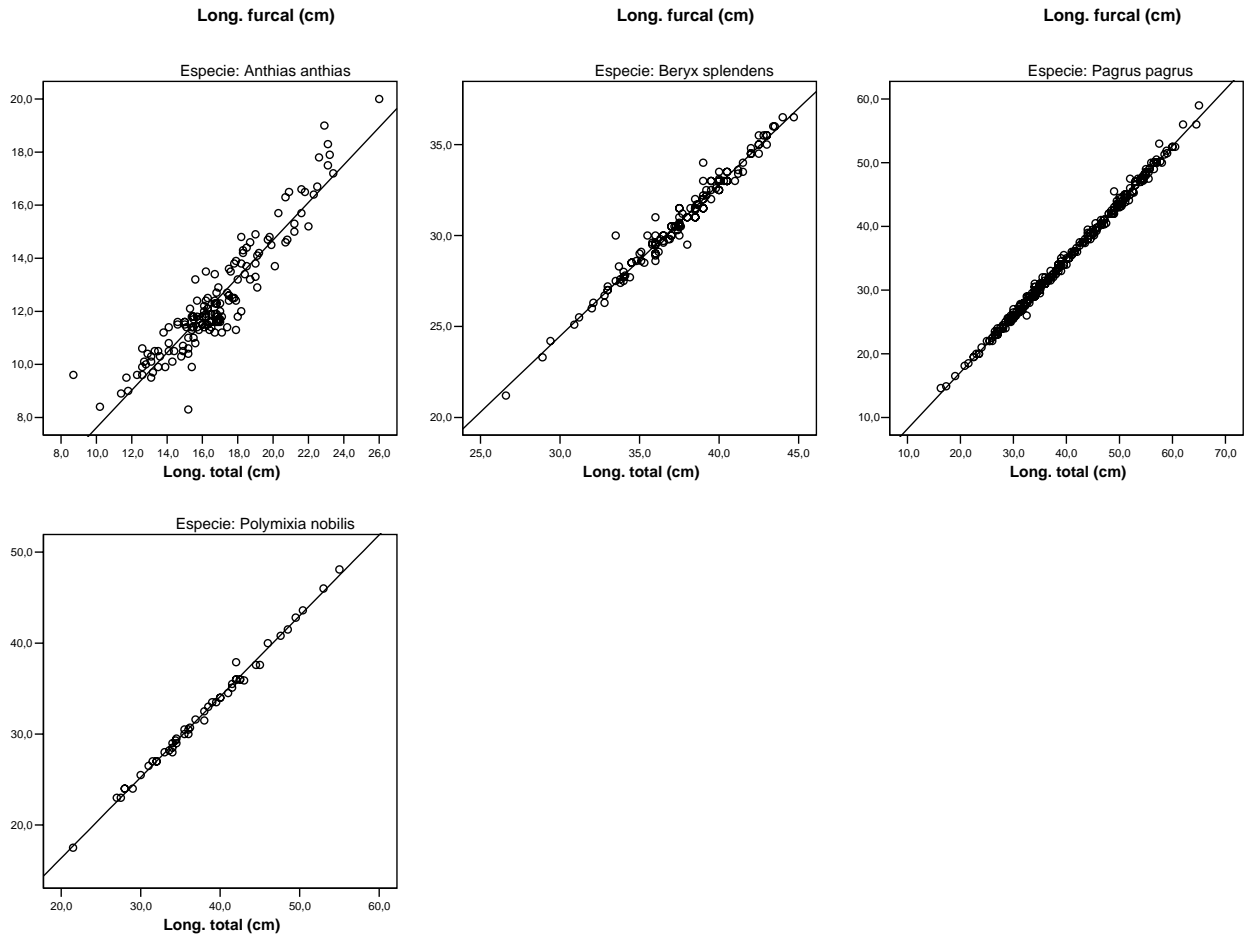 Long. furcal (cm) Long. furcal (cm) Long. furcal (cm)
Especie: Anthias anthias
20,0
18,0
16,0
14,0
12,0
10,0
8,0
8,0 10,0 12,0 14,0 16,0 18,0 20,0 22,0 24,0 26,0
Long. total (cm)
Especie: Beryx splendens
35,0
30,0
25,0
20,0
25,0 30,0 35,0 40,0 45,0
Long. total (cm)
Especie: Pagrus pagrus
60,0
50,0
40,0
30,0
20,0
10,0
10,0 20,0 30,0 40,0 50,0 60,0 70,0
Long. total (cm)
Especie: Polymixia nobilis
50,0
40,0
30,0
20,0
20,0 30,0 40,0 50,0 60,0
Long. total (cm)